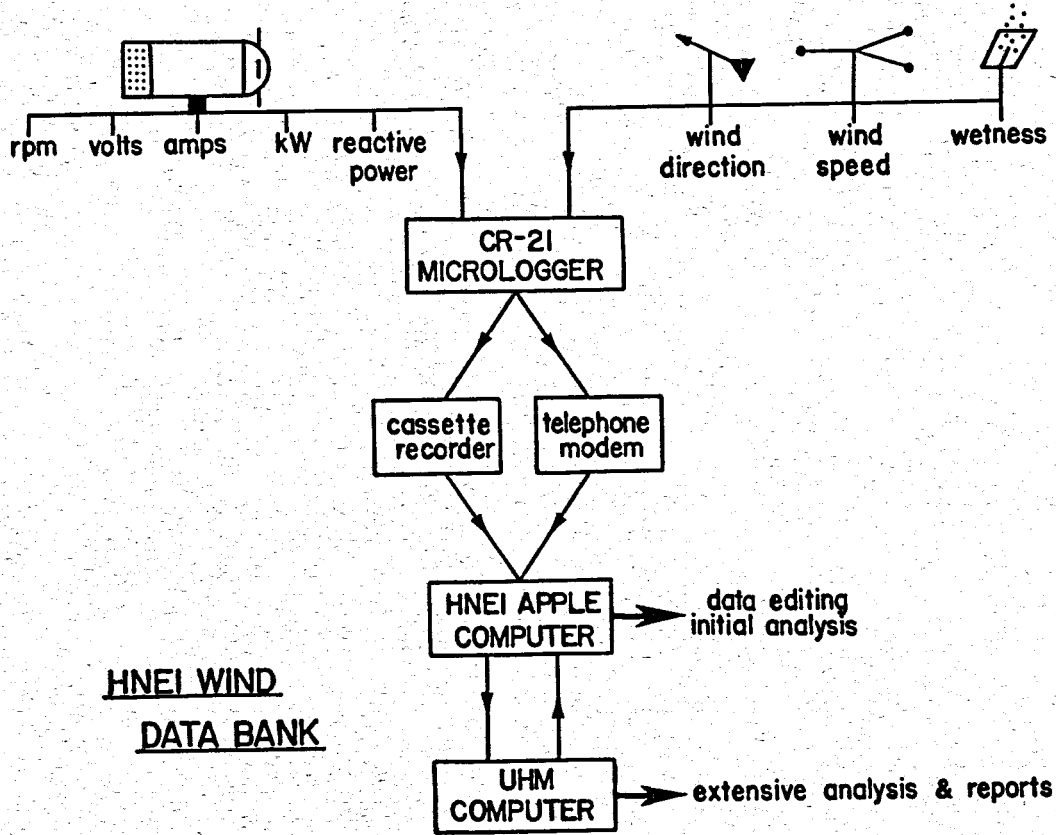 rpm volts amps kW reactive
power
wind
direction
wind
speed
wetness
CR-21
MICROLOGGER
cassette
recorder
telephone
modem
HNEI APPLE
COMPUTER
data editing
initial analysis
HNEI WIND
DATA BANK
UHM
COMPUTER
extensive analysis & reports